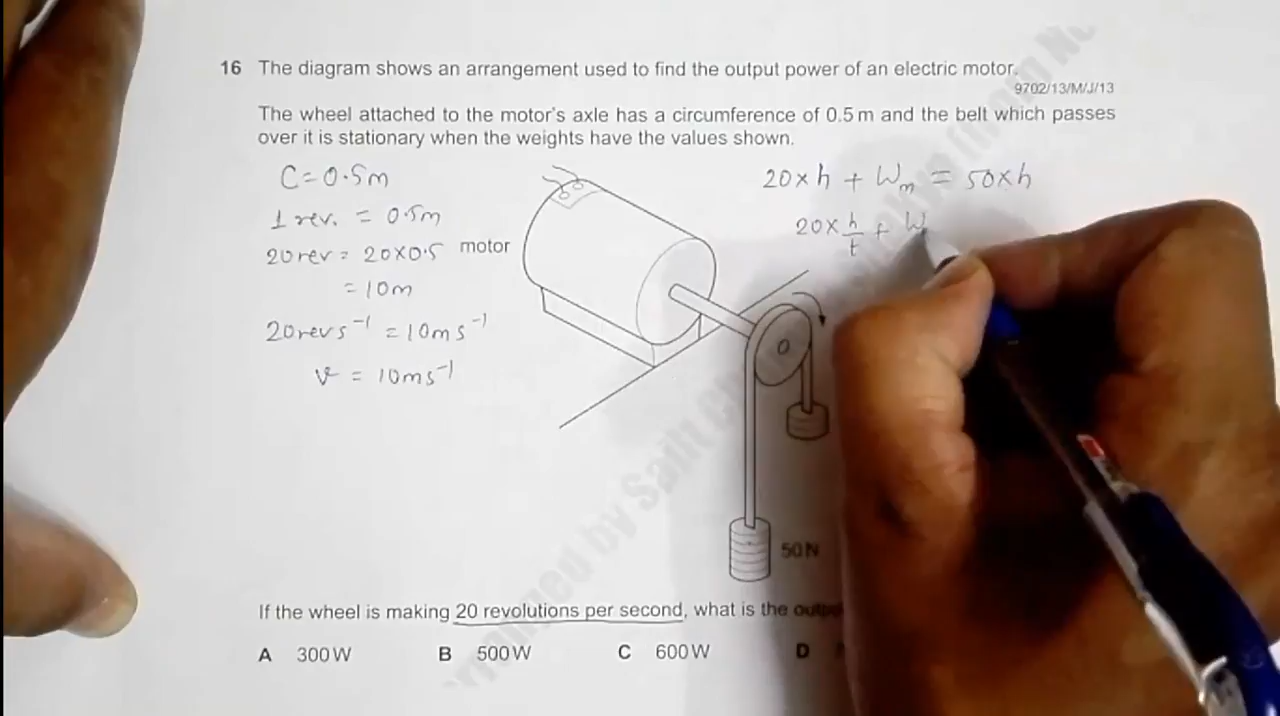 16 The diagram shows an arrangement used to find the output power of an electric motor.
9702/13/M/J/13
The wheel attached to the motor's axle has a circumference of 0.5 m and the belt which passes
over it is stationary when the weights have the values shown.
C = 0.5m
1 rev. = 0.5m
20 rev = 20×0.5
= 10m
20 rev s⁻¹ = 10 m s⁻¹
v = 10 m s⁻¹
motor
20×h + Wm = 50×h
20×h/t + W
50 N
If the wheel is making 20 revolutions per second, what is the
A 300 W B 500 W C 600 W D